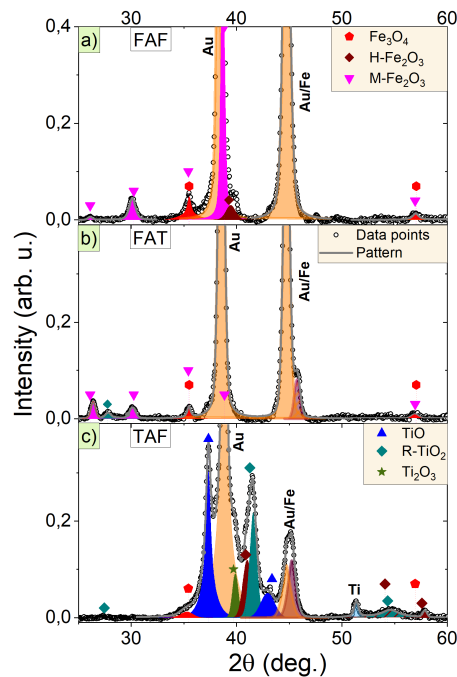 30 40 50 60
0,4
a) FAF
Au
Au/Fe
Fe₃O₄
H-Fe₂O₃
M-Fe₂O₃
0,2
0,0
b) FAT
Au
Au/Fe
Data points
Pattern
0,2
0,0
Intensity (arb. u.)
c) TAF
Au
Au/Fe
Ti
TiO
R-TiO₂
Ti₂O₃
0,2
0,0
30 40 50 60
2θ (deg.)